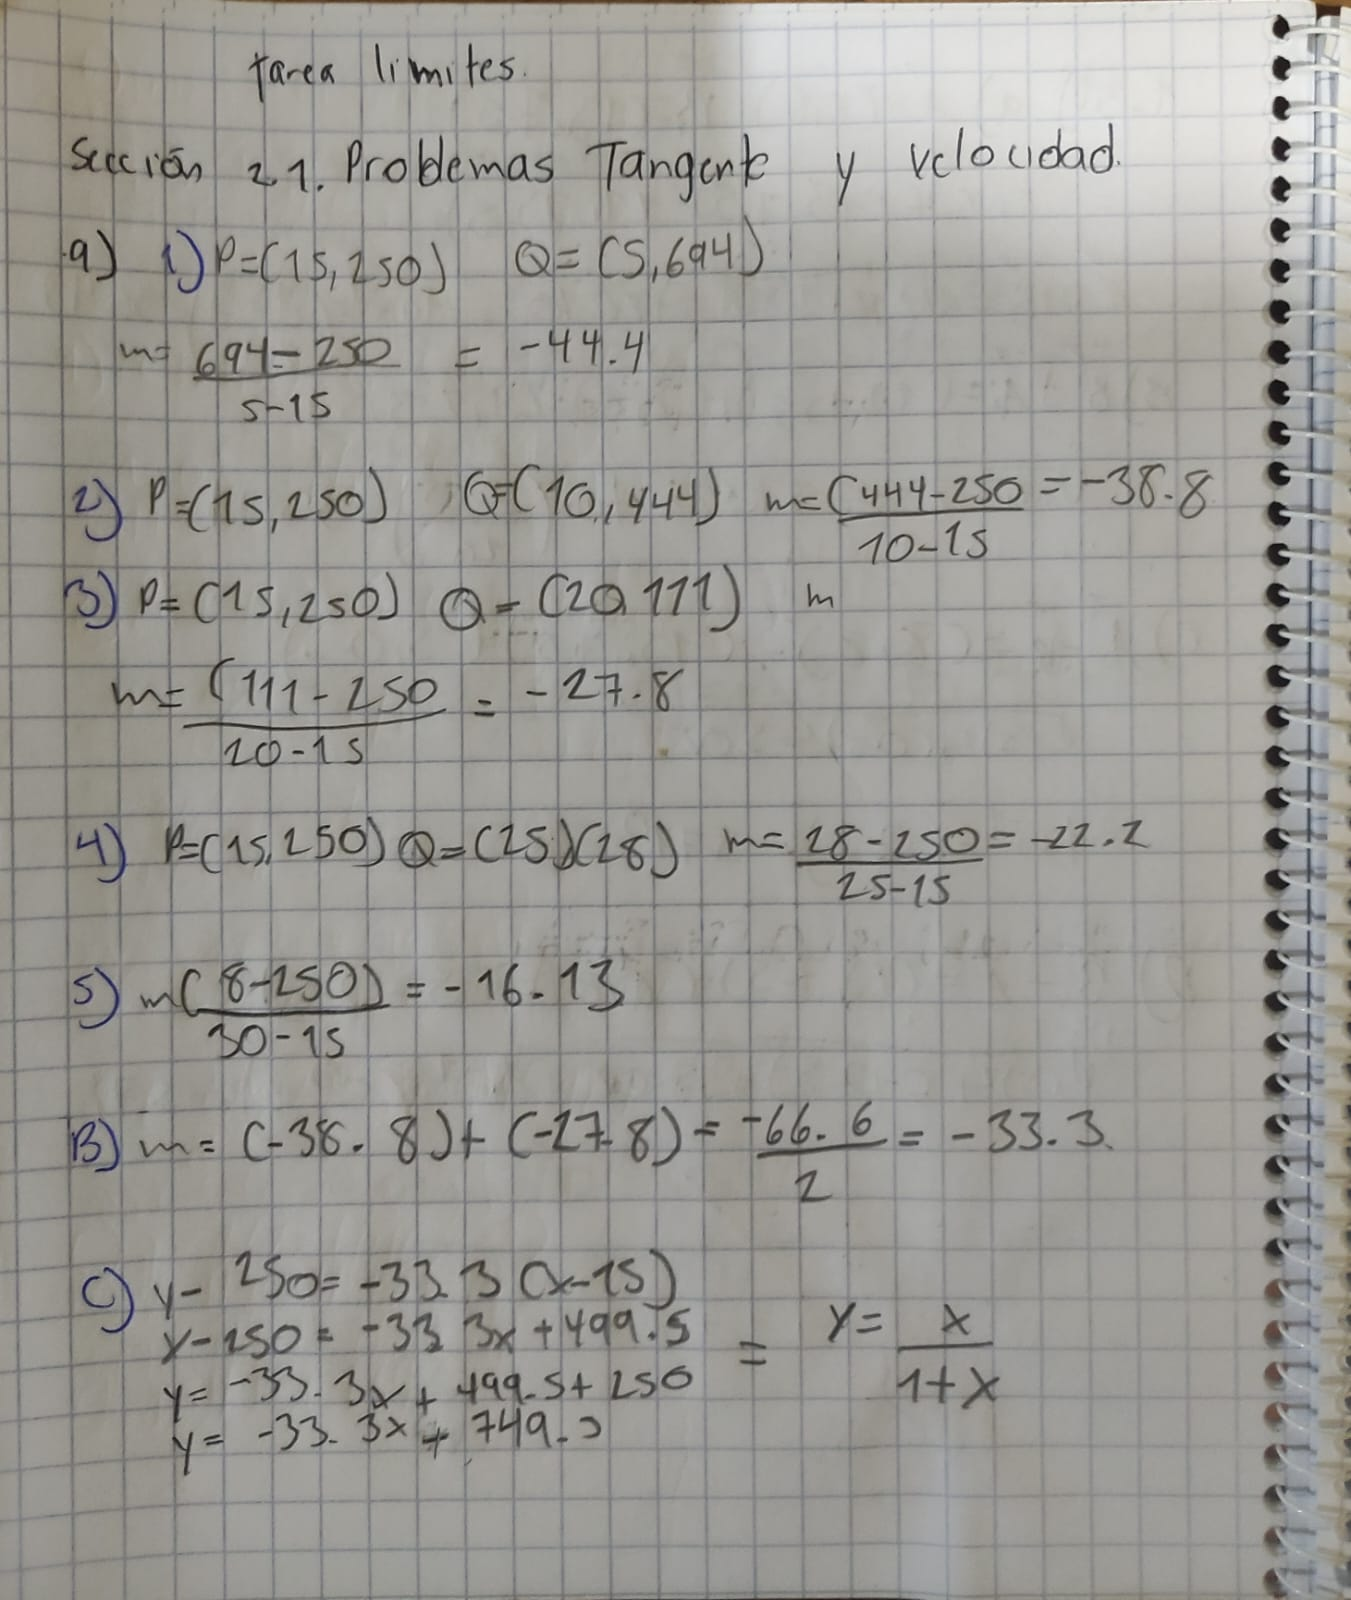 tarea limites.
Sección 2.1. Problemas Tangente y velocidad.
a) 1) P=(15,250) Q=(5,694)
m= 694-250 / 5-15 = -44.4
2) P=(15,250) Q=(10,444) m=(444-250 / 10-15 = -38.8
3) P=(15,250) Q=(20,111) m
m= (111-250 / 20-15 = -27.8
4) P=(15,250) Q=(25)(28) m= 28-250 / 25-15 = -22.2
5) m(8-250) / 30-15 = -16.13
B) m= (-38.8)+(-27.8) = -66.6 / 2 = -33.3
C) y-250=-33.3(x-15)
y-250=-33.3x+499.5 = y= x / 1+x
y=-33.3x+499.5+250
y=-33.3x+749.5